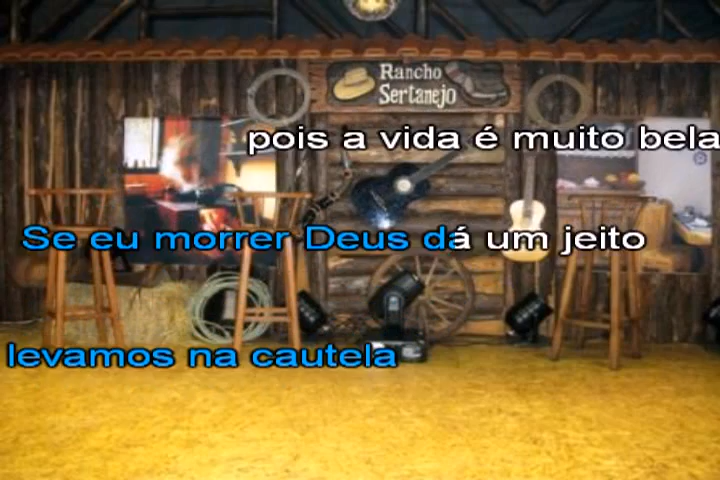 Rancho
Sertanejo
pois a vida é muito bela
Se eu morrer Deus dá um jeito
levamos na cautela